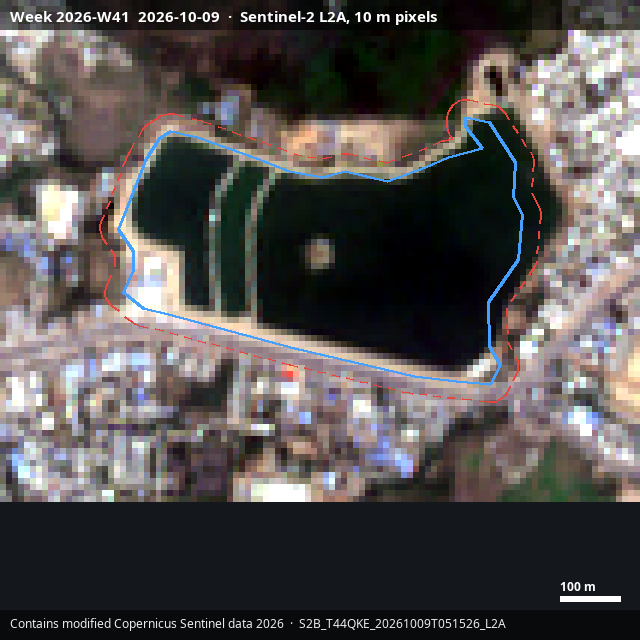 Week 2026-W41  2026-10-09  ·  Sentinel-2 L2A, 10 m pixels
100 m
Contains modified Copernicus Sentinel data 2026  ·  S2B_T44QKE_20261009T051526_L2A